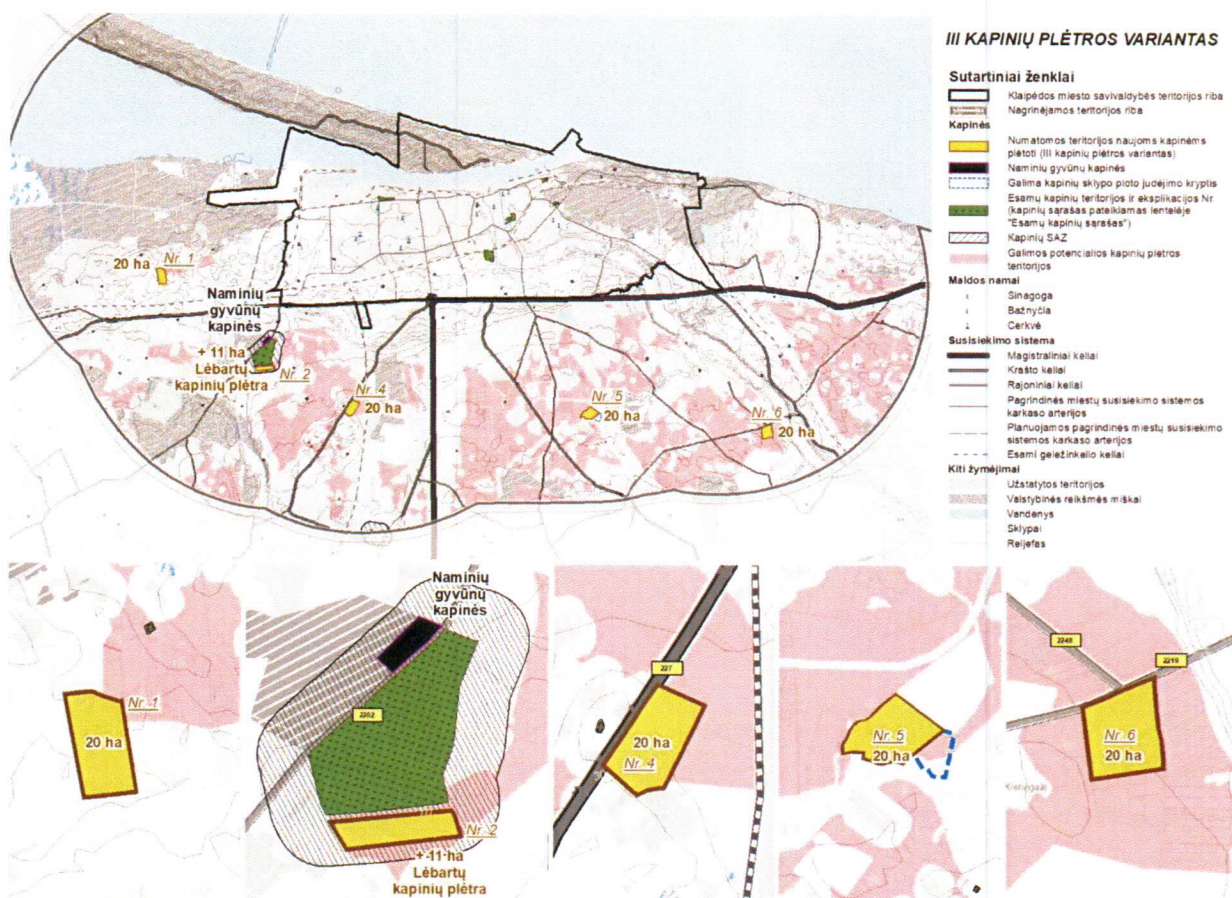 III KAPINIŲ PLĖTROS VARIANTAS
Sutartiniai ženklai
Klaipėdos miesto savivaldybės teritorijos riba
Nagrinėjamos teritorijos riba
Kapinės
Numatomos teritorijos naujoms kapinėms
plėtoti (III kapinių plėtros variantas)
Naminių gyvūnų kapinės
Galima kapinių sklypo ploto judėjimo kryptis
Esamų kapinių teritorijos ir eksplikacijos Nr.
(kapinių sąrašas pateikiamas lentelėje
"Esamų kapinių sąrašas")
Kapinių SAZ
Galimos potencialios kapinių plėtros
teritorijos
Maldos namai
Sinagoga
Bažnyčia
Cerkvė
Susisiekimo sistema
Magistraliniai keliai
Krašto keliai
Rajoniniai keliai
Pagrindinės miestų susisiekimo sistemos
karkaso arterijos
Planuojamos pagrindinės miestų susisiekimo
sistemos karkaso arterijos
Esami geležinkelio keliai
Kiti žymėjimai
Užstatytos teritorijos
Valstybinės reikšmės miškai
Vandenys
Sklypai
Reljefas
20 ha Nr. 1
Naminių
gyvūnų
kapinės
+ 11 ha
Lėbartų
kapinių plėtra
Nr. 2
Nr. 4
20 ha
Nr. 5
20 ha
Nr. 6
20 ha
Nr. 1
20 ha
Naminių
gyvūnų
kapinės
2202
Nr. 2
+ 11 ha
Lėbartų
kapinių plėtra
227
20 ha
Nr. 4
Nr. 5
20 ha
2248
2219
Nr. 6
20 ha